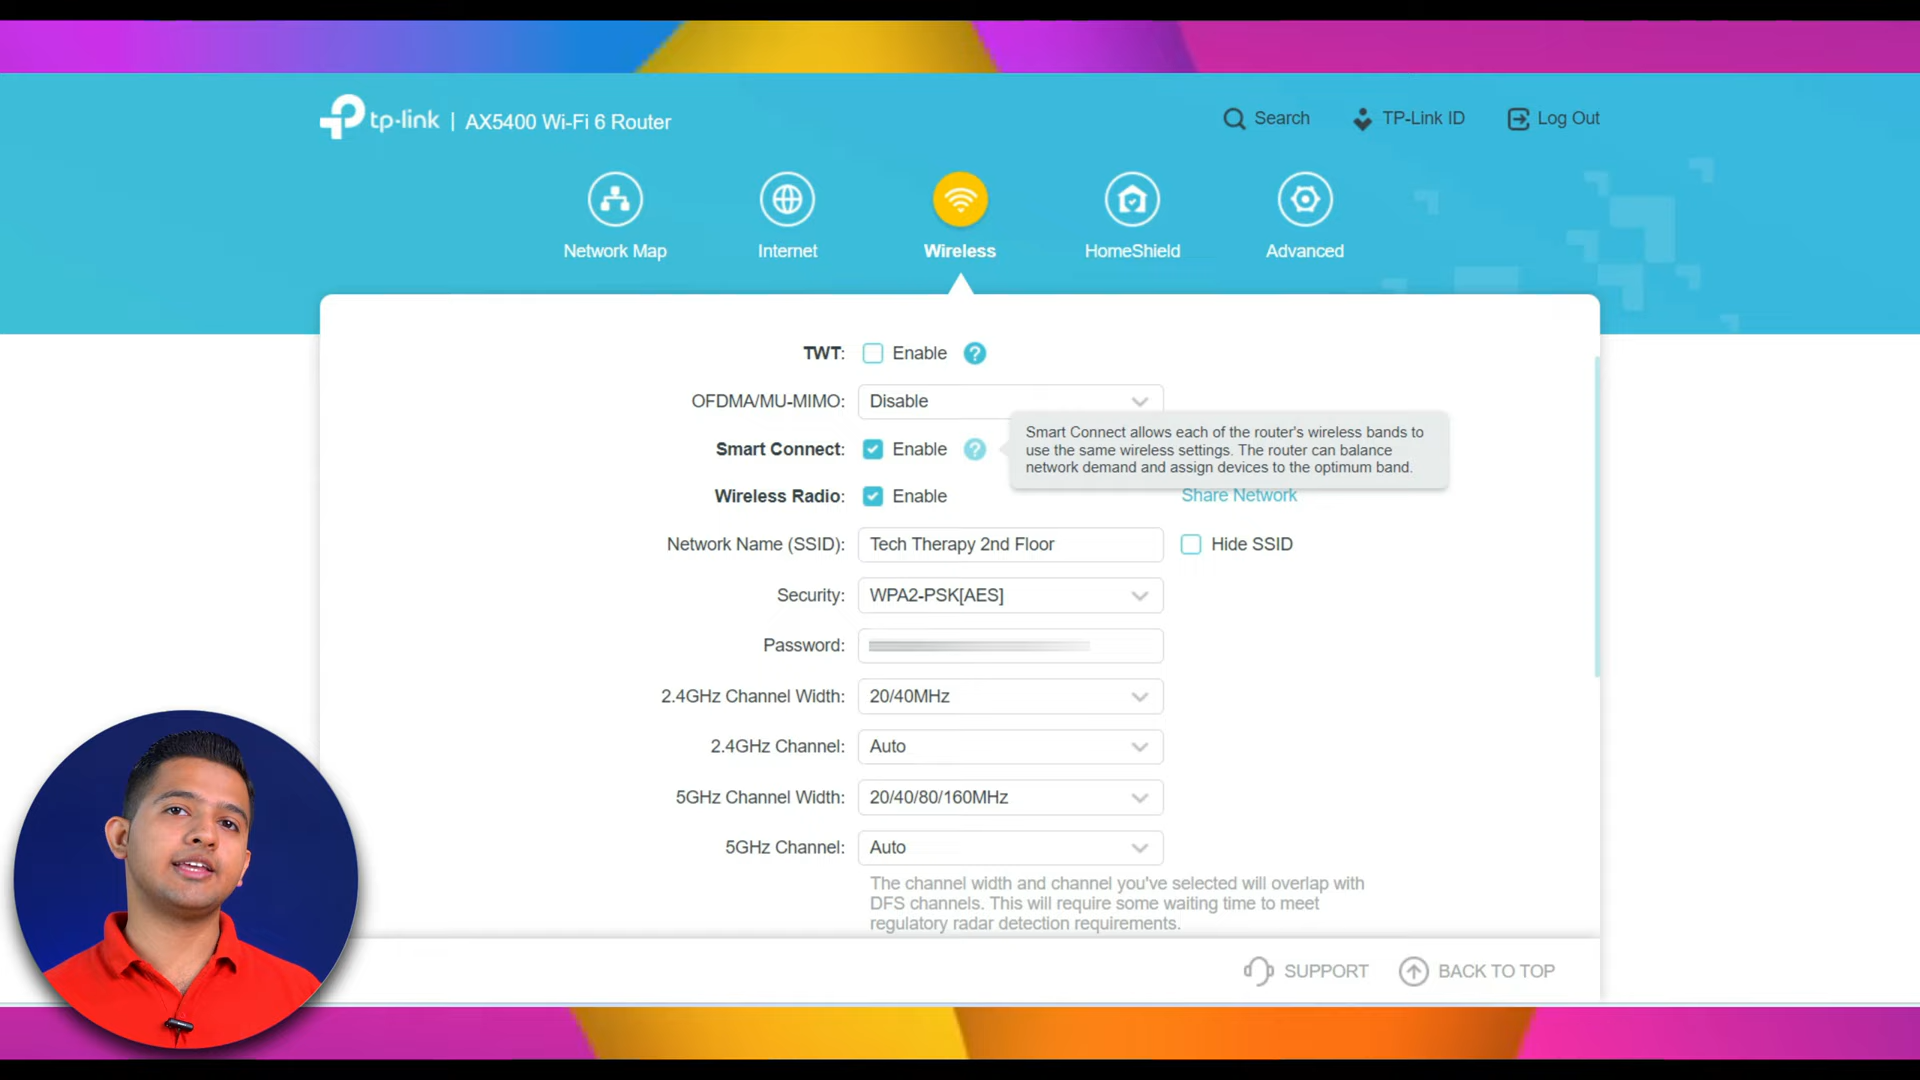 tp-link | AX5400 Wi-Fi 6 Router
Search
TP-Link ID
Log Out
Network Map
Internet
Wireless
HomeShield
Advanced
TWT: Enable ?
OFDMA/MU-MIMO: Disable
Smart Connect: Enable ?
Smart Connect allows each of the router's wireless bands to
use the same wireless settings. The router can balance
network demand and assign devices to the optimum band.
Wireless Radio: Enable
Share Network
Network Name (SSID): Tech Therapy 2nd Floor
Hide SSID
Security: WPA2-PSK[AES]
Password:
2.4GHz Channel Width: 20/40MHz
2.4GHz Channel: Auto
5GHz Channel Width: 20/40/80/160MHz
5GHz Channel: Auto
The channel width and channel you've selected will overlap with
DFS channels. This will require some waiting time to meet
regulatory radar detection requirements.
SUPPORT
BACK TO TOP